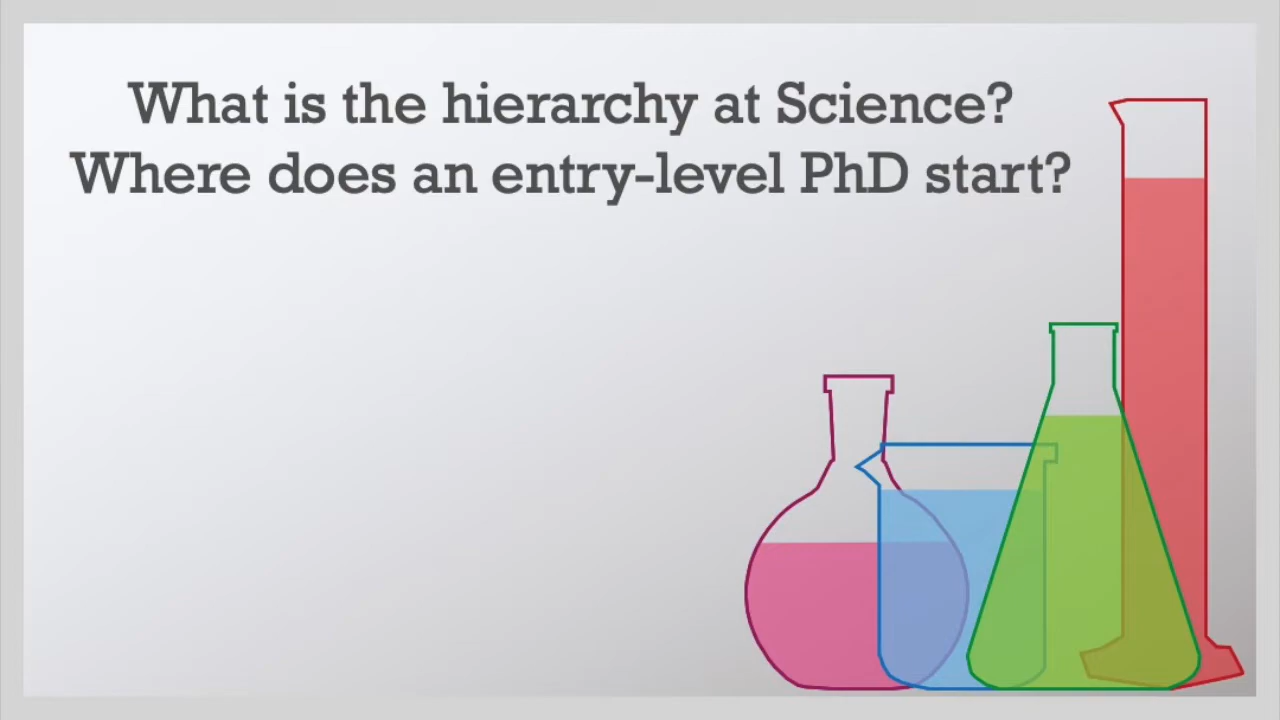 What is the hierarchy at Science?
Where does an entry-level PhD start?